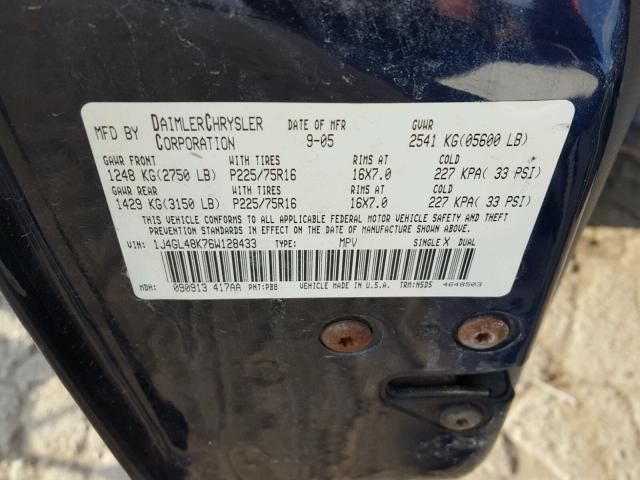 MFD BY DAIMLERCHRYSLER CORPORATION DATE OF MFR 9-05 GVWR 2541 KG(05600 LB)
GAWR FRONT WITH TIRES RIMS AT COLD
1248 KG(2750 LB) P225/75R16 16X7.0 227 KPA( 33 PSI)
GAWR REAR WITH TIRES RIMS AT COLD
1429 KG(3150 LB) P225/75R16 16X7.0 227 KPA( 33 PSI)
THIS VEHICLE CONFORMS TO ALL APPLICABLE FEDERAL MOTOR VEHICLE SAFETY AND THEFT
PREVENTION STANDARDS IN EFFECT ON THE DATE OF MANUFACTURE SHOWN ABOVE.
VIN: 1J4GL48K76W128433 TYPE: MPV SINGLE X DUAL
MDH: 090913 417AA PNT:PBB VEHICLE MADE IN U.S.A. TRM:N5D5 4648503